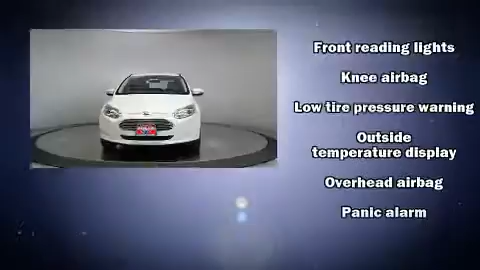 Front reading lights
Knee airbag
Low tire pressure warning
Outside
temperature display
Overhead airbag
Panic alarm